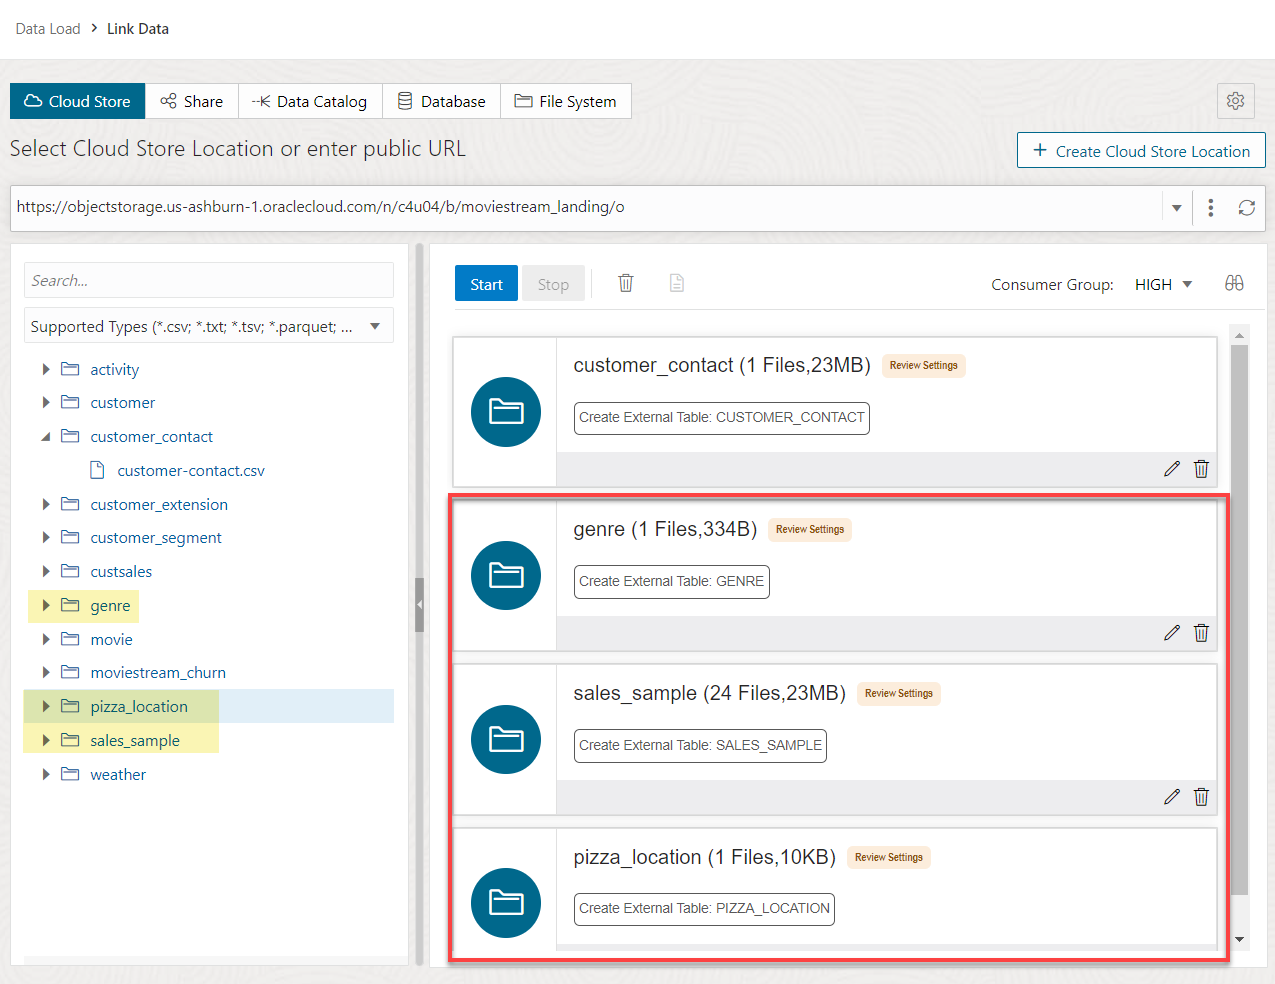 Data Load > Link Data
Cloud Store
Share
Data Catalog
Database
File System
Select Cloud Store Location or enter public URL
+ Create Cloud Store Location
https://objectstorage.us-ashburn-1.oraclecloud.com/n/c4u04/b/moviestream_landing/o
Search...
Supported Types (*.csv; *.txt; *.tsv; *.parquet; ...
activity
customer
customer_contact
customer-contact.csv
customer_extension
customer_segment
custsales
genre
movie
moviestream_churn
pizza_location
sales_sample
weather
Start
Stop
Consumer Group: HIGH
customer_contact (1 Files,23MB) Review Settings
Create External Table: CUSTOMER_CONTACT
genre (1 Files,334B) Review Settings
Create External Table: GENRE
sales_sample (24 Files,23MB) Review Settings
Create External Table: SALES_SAMPLE
pizza_location (1 Files,10KB) Review Settings
Create External Table: PIZZA_LOCATION